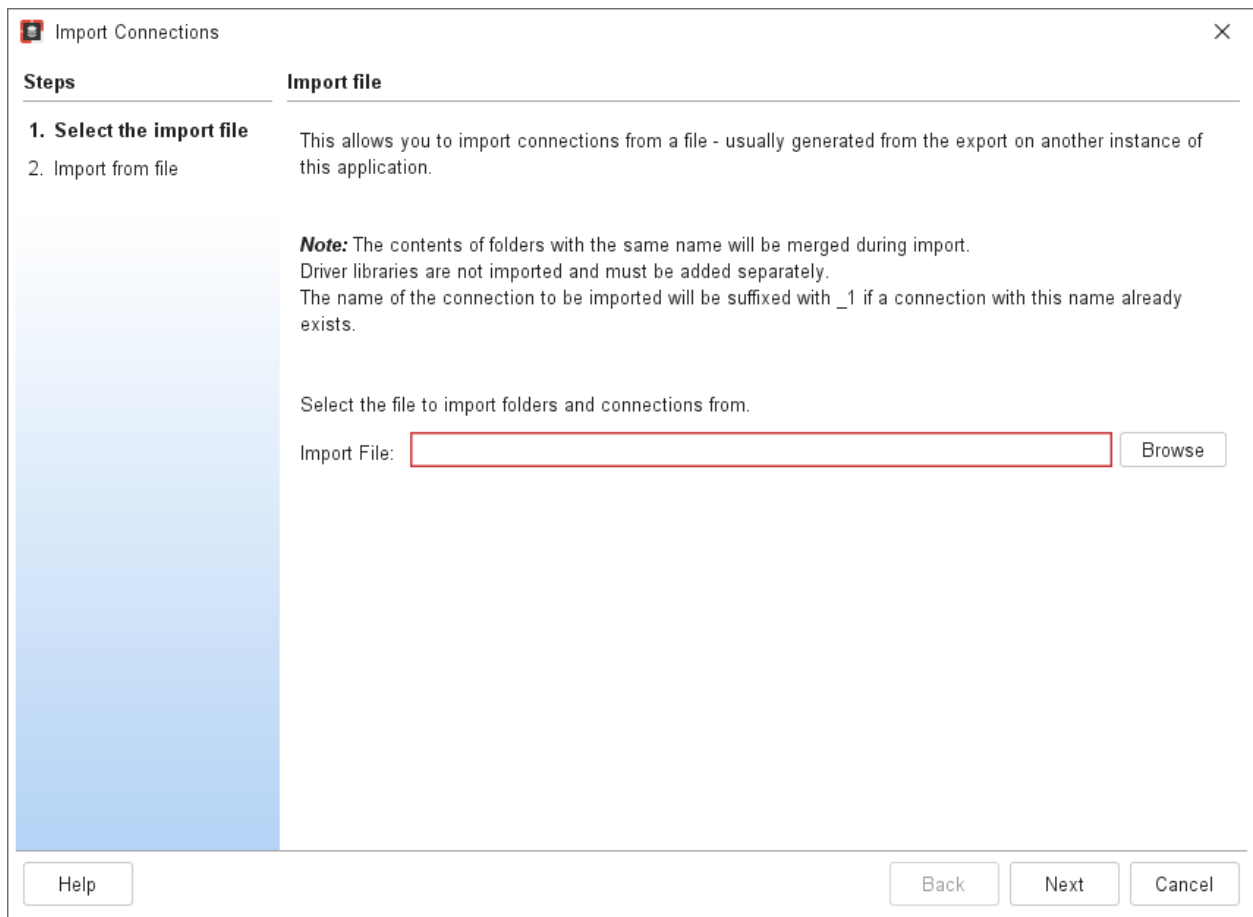 Import Connections
Steps
1. Select the import file
2. Import from file
Import file
This allows you to import connections from a file - usually generated from the export on another instance of
this application.
Note: The contents of folders with the same name will be merged during import.
Driver libraries are not imported and must be added separately.
The name of the connection to be imported will be suffixed with _1 if a connection with this name already
exists.
Select the file to import folders and connections from.
Import File:
Browse
Help
Back
Next
Cancel